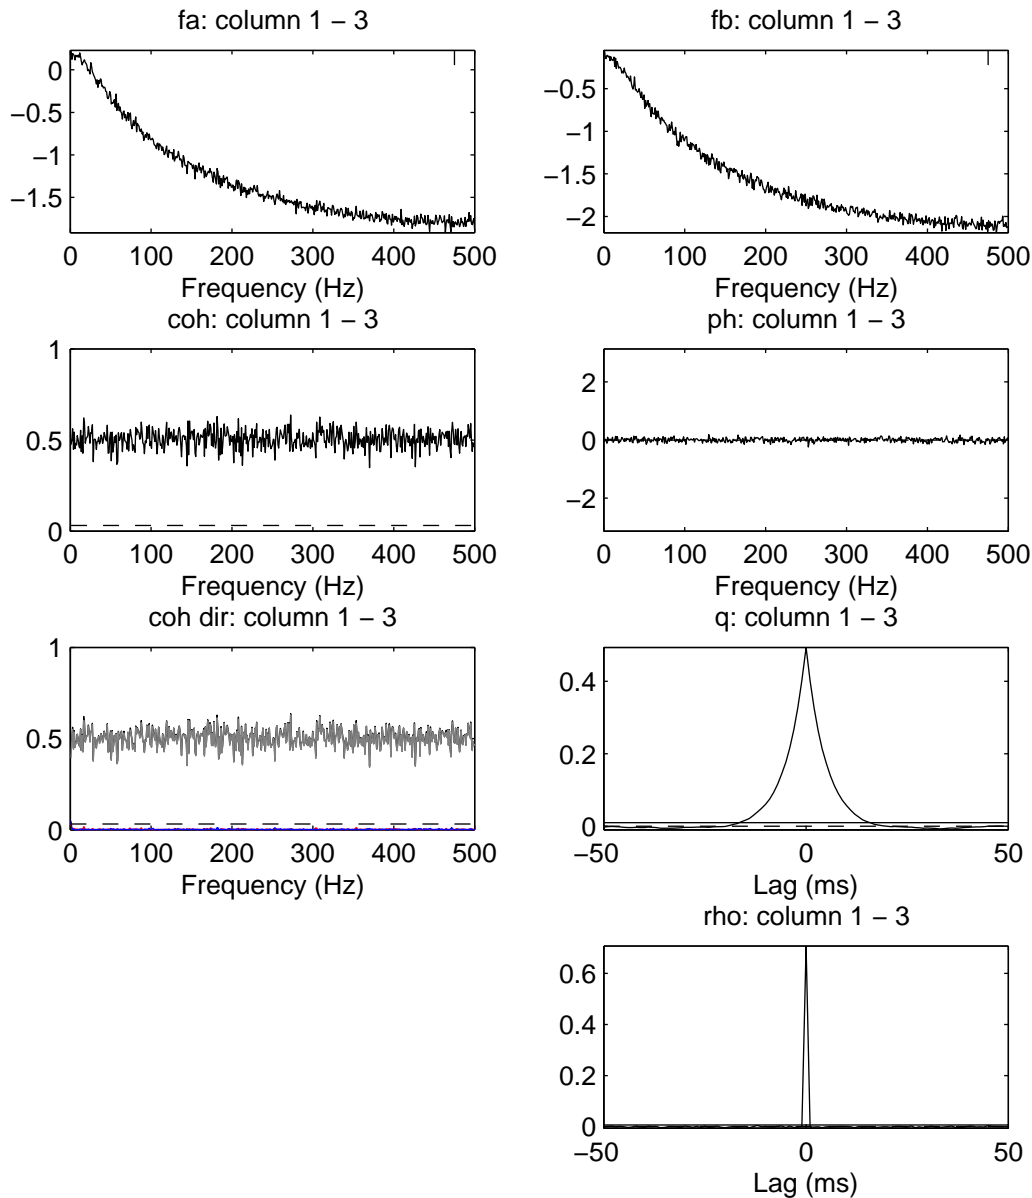 fa: column 1 − 3
0
−0.5
−1
−1.5
0 100 200 300 400 500
Frequency (Hz)
fb: column 1 − 3
−0.5
−1
−1.5
−2
0 100 200 300 400 500
Frequency (Hz)
coh: column 1 − 3
1
0.5
0
0 100 200 300 400 500
Frequency (Hz)
ph: column 1 − 3
2
0
−2
0 100 200 300 400 500
Frequency (Hz)
coh dir: column 1 − 3
1
0.5
0
0 100 200 300 400 500
Frequency (Hz)
q: column 1 − 3
0.4
0.2
0
−50 0 50
Lag (ms)
rho: column 1 − 3
0.6
0.4
0.2
0
−50 0 50
Lag (ms)